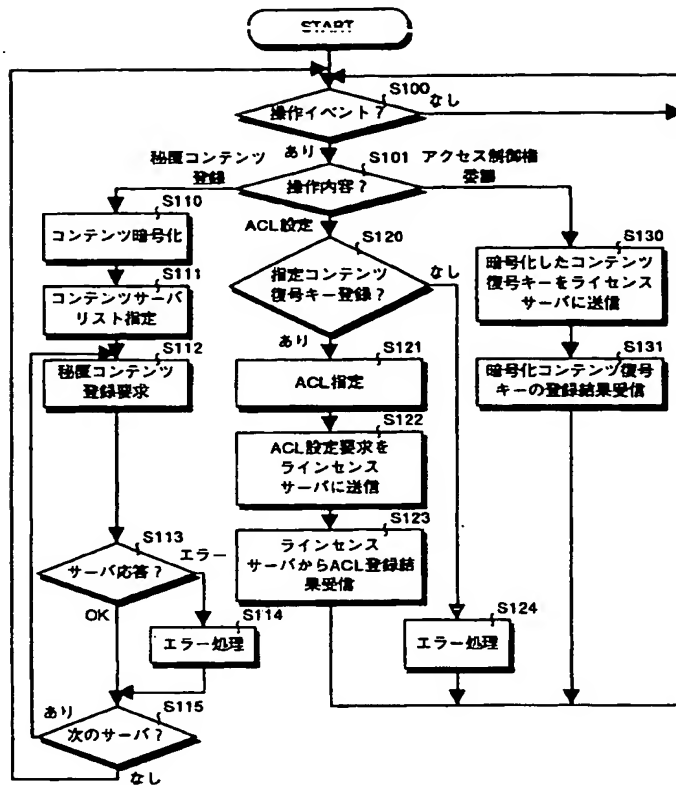 START
S100
操作イベント?
なし
あり
秘匿コンテンツ
登録
S101
操作内容?
アクセス制御権
委譲
S110
コンテンツ暗号化
ACL設定
S120
指定コンテンツ
復号キー登録?
なし
あり
S130
暗号化したコンテンツ
復号キーをライセンス
サーバに送信
S111
コンテンツサーバ
リスト指定
S112
秘匿コンテンツ
登録要求
S121
ACL指定
S131
暗号化コンテンツ復号
キーの登録結果受信
S122
ACL設定要求を
ラインセンス
サーバに送信
S123
ラインセンス
サーバからACL登録結
果受信
S113
サーバ応答?
エラー
OK
S114
エラー処理
S124
エラー処理
S115
あり
次のサーバ?
なし